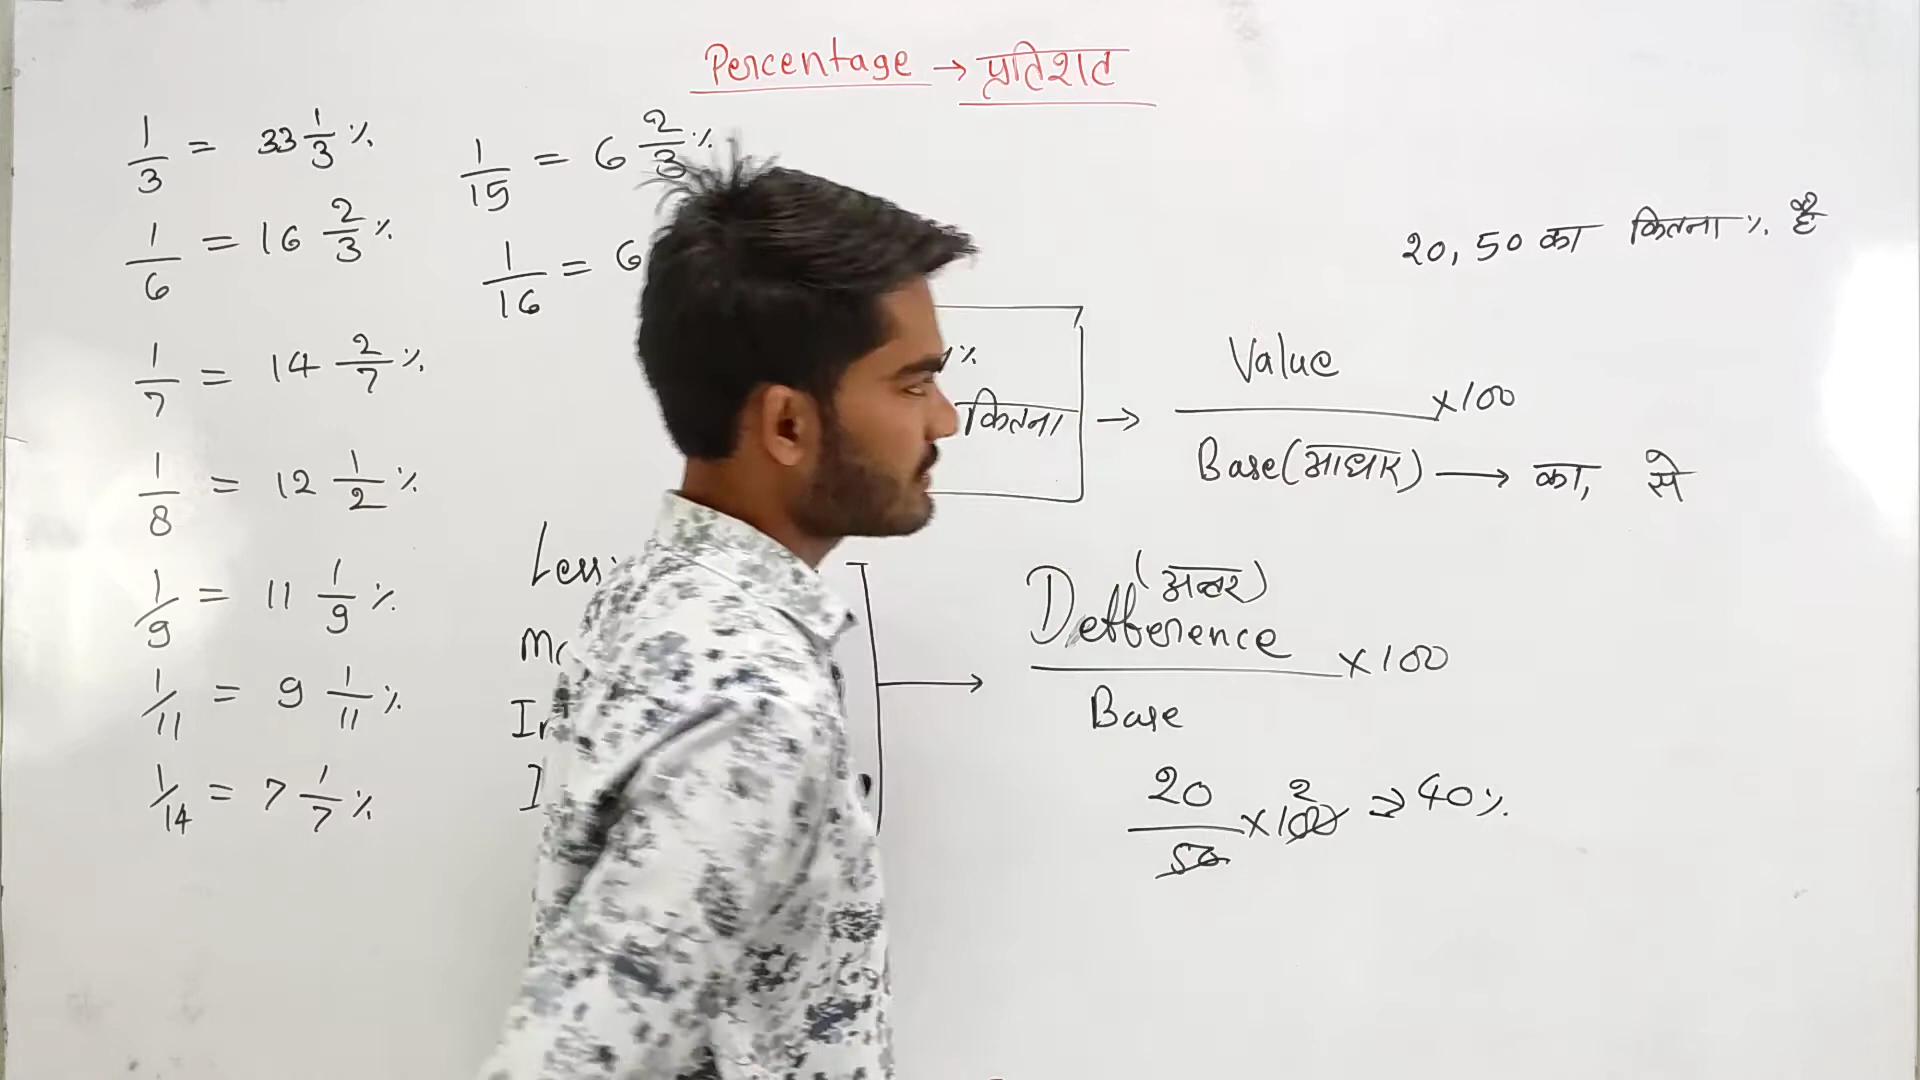 Percentage → प्रतिशत
1/3 = 33 1/3 %
1/6 = 16 2/3 %
1/7 = 14 2/7 %
1/8 = 12 1/2 %
1/9 = 11 1/9 %
1/11 = 9 1/11 %
1/14 = 7 1/7 %
1/15 = 6 2/3 %
1/16 = 6
20, 50 का कितना % है
%
कितना → Value / Base (आधार) ×100
→ का, से
Less
(अन्तर)
Defference / Base ×100
20/50 × 100 2 ⇒ 40%